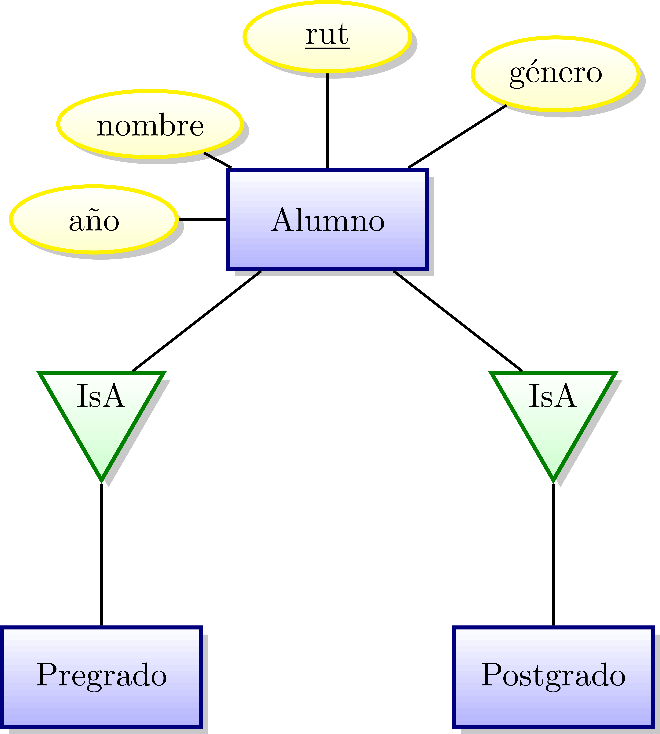 rut
género
nombre
año
Alumno
IsA
IsA
Pregrado
Postgrado